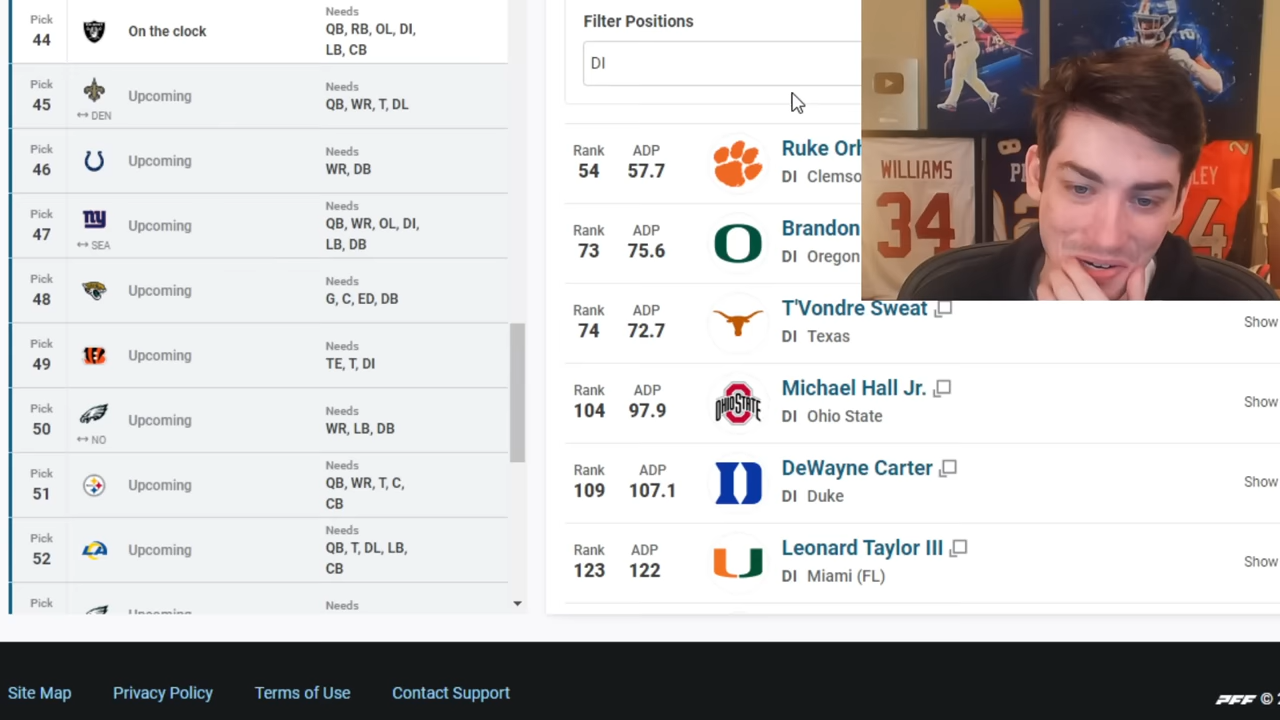 Pick
44
On the clock
Needs
QB, RB, OL, DI,
LB, CB
Pick
45
DEN
Upcoming
Needs
QB, WR, T, DL
Pick
46
Upcoming
Needs
WR, DB
Pick
47
ny
SEA
Upcoming
Needs
QB, WR, OL, DI,
LB, DB
Pick
48
Upcoming
Needs
G, C, ED, DB
Pick
49
Upcoming
Needs
TE, T, DI
Pick
50
NO
Upcoming
Needs
WR, LB, DB
Pick
51
Upcoming
Needs
QB, WR, T, C,
CB
Pick
52
Upcoming
Needs
QB, T, DL, LB,
CB
Pick
Upcoming
Needs
Filter Positions
DI
Rank
54
ADP
57.7
Ruke Orh
DI Clemso
Rank
73
ADP
75.6
Brandon
DI Oregon
Rank
74
ADP
72.7
T'Vondre Sweat
DI Texas
Show
Rank
104
ADP
97.9
OHIO STATE
Michael Hall Jr.
DI Ohio State
Show
Rank
109
ADP
107.1
DeWayne Carter
DI Duke
Show
Rank
123
ADP
122
Leonard Taylor III
DI Miami (FL)
Show
WILLIAMS
34
LEY
Site Map
Privacy Policy
Terms of Use
Contact Support
PFF ©